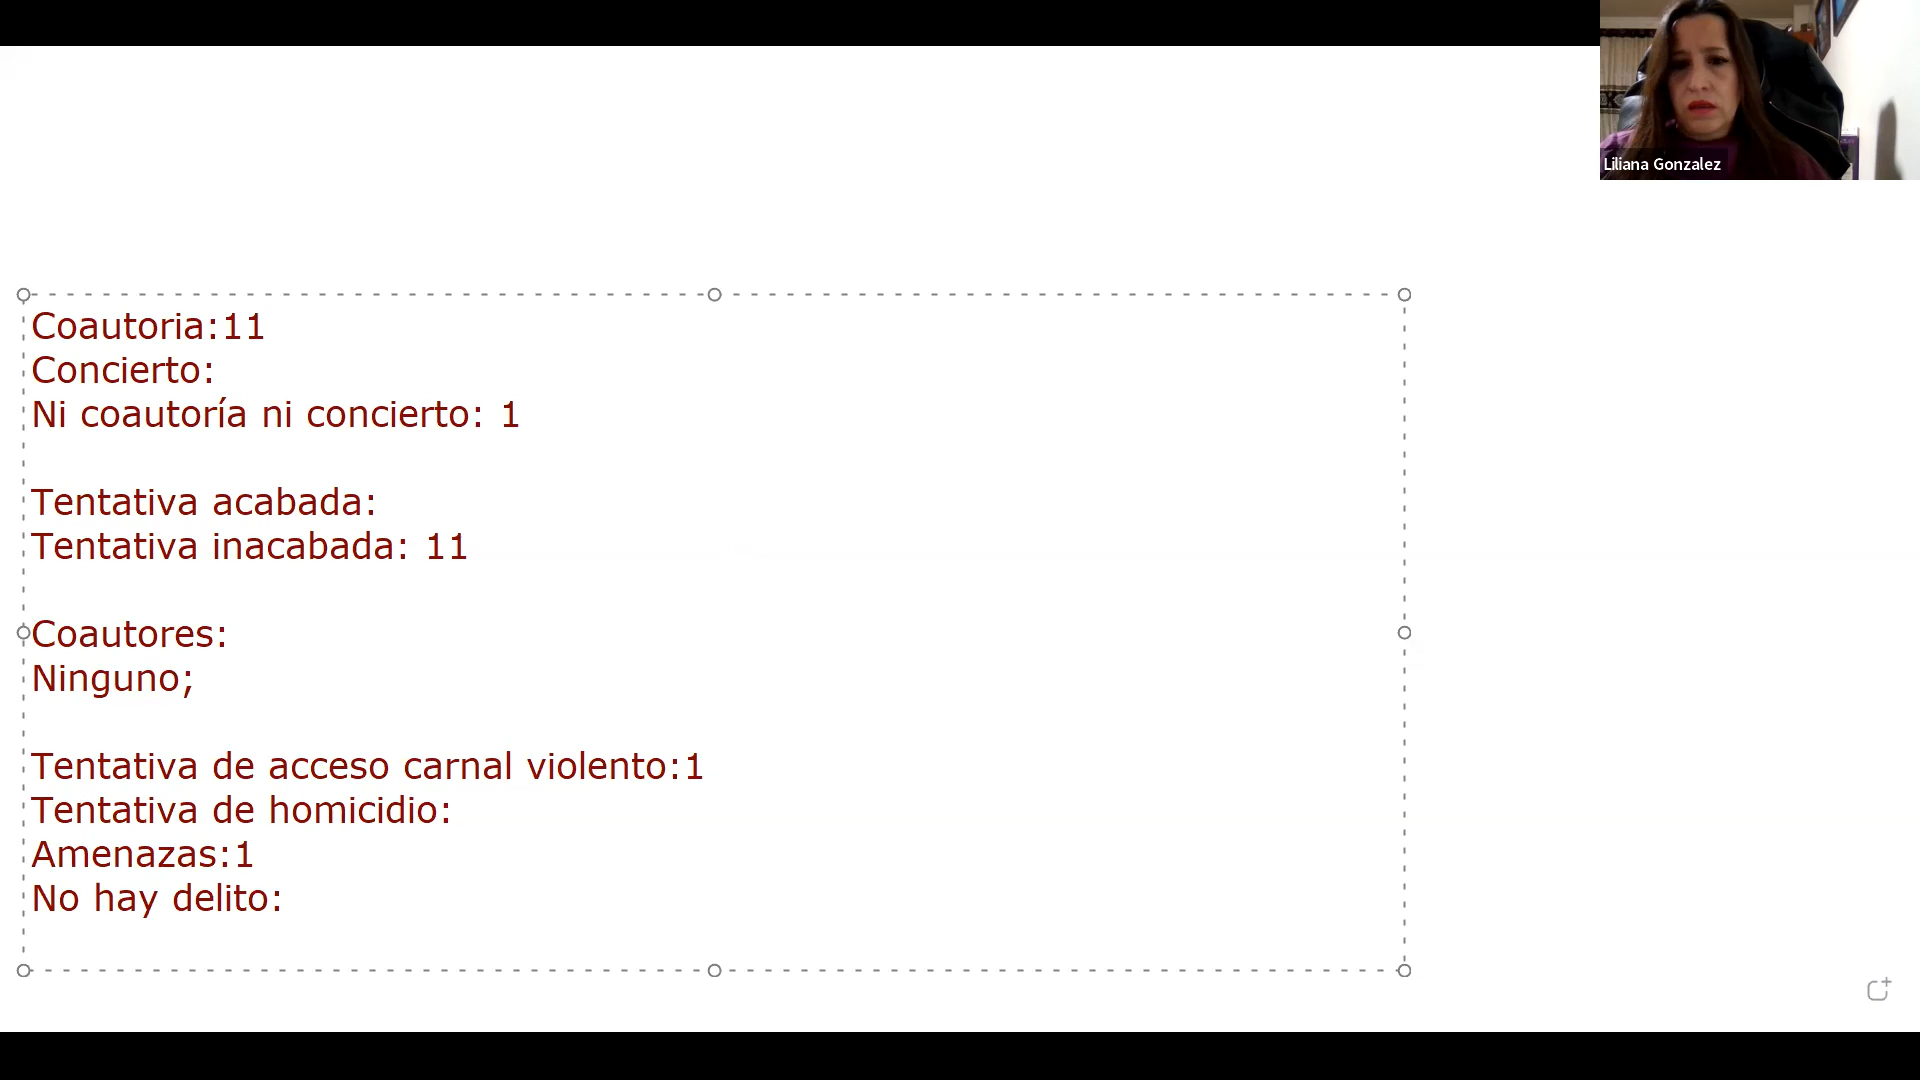 Liliana Gonzalez
Coautoria:11
Concierto:
Ni coautoría ni concierto: 1
Tentativa acabada:
Tentativa inacabada: 11
Coautores:
Ninguno;
Tentativa de acceso carnal violento:1
Tentativa de homicidio:
Amenazas:1
No hay delito: